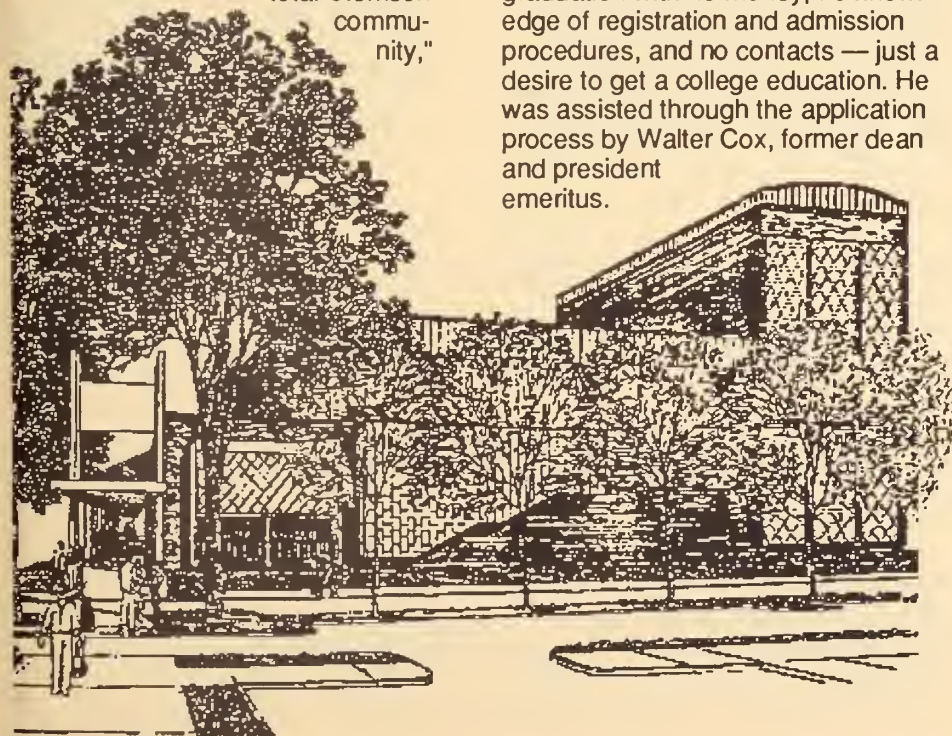 commu-
nity,"
edge of registration and admission
procedures, and no contacts — just a
desire to get a college education. He
was assisted through the application
process by Walter Cox, former dean
and president
emeritus.